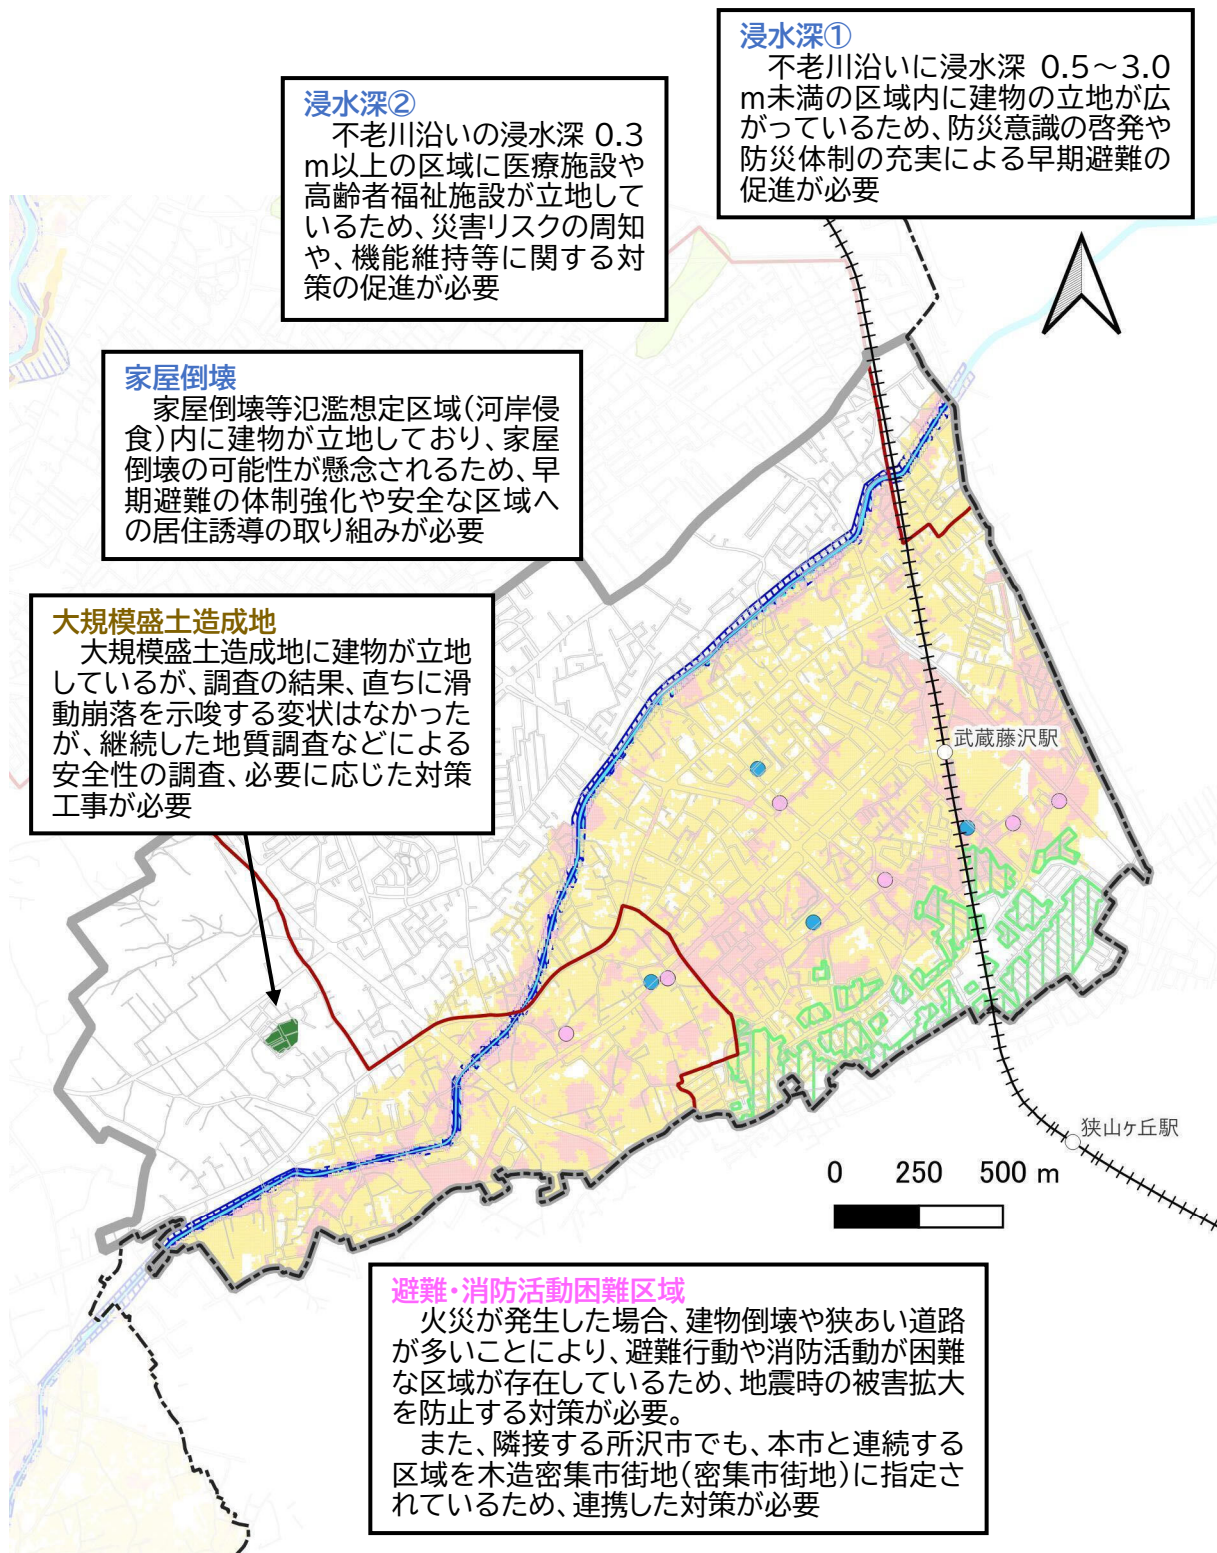 浸水深①
不老川沿いに浸水深 0.5～3.0
m未満の区域内に建物の立地が広
がっているため、防災意識の啓発や
防災体制の充実による早期避難の
促進が必要
浸水深②
不老川沿いの浸水深 0.3
m以上の区域に医療施設や
高齢者福祉施設が立地して
いるため、災害リスクの周知
や、機能維持等に関する対
策の促進が必要
家屋倒壊
家屋倒壊等氾濫想定区域(河岸侵
食)内に建物が立地しており、家屋
倒壊の可能性が懸念されるため、早
期避難の体制強化や安全な区域へ
の居住誘導の取り組みが必要
大規模盛土造成地
大規模盛土造成地に建物が立地
しているが、調査の結果、直ちに滑
動崩落を示唆する変状はなかった
が、継続した地質調査などによる
安全性の調査、必要に応じた対策
工事が必要
武蔵藤沢駅
狭山ヶ丘駅
0 250 500 m
避難・消防活動困難区域
火災が発生した場合、建物倒壊や狭あい道路
が多いことにより、避難行動や消防活動が困難
な区域が存在しているため、地震時の被害拡大
を防止する対策が必要。
また、隣接する所沢市でも、本市と連続する
区域を木造密集市街地(密集市街地)に指定さ
れているため、連携した対策が必要